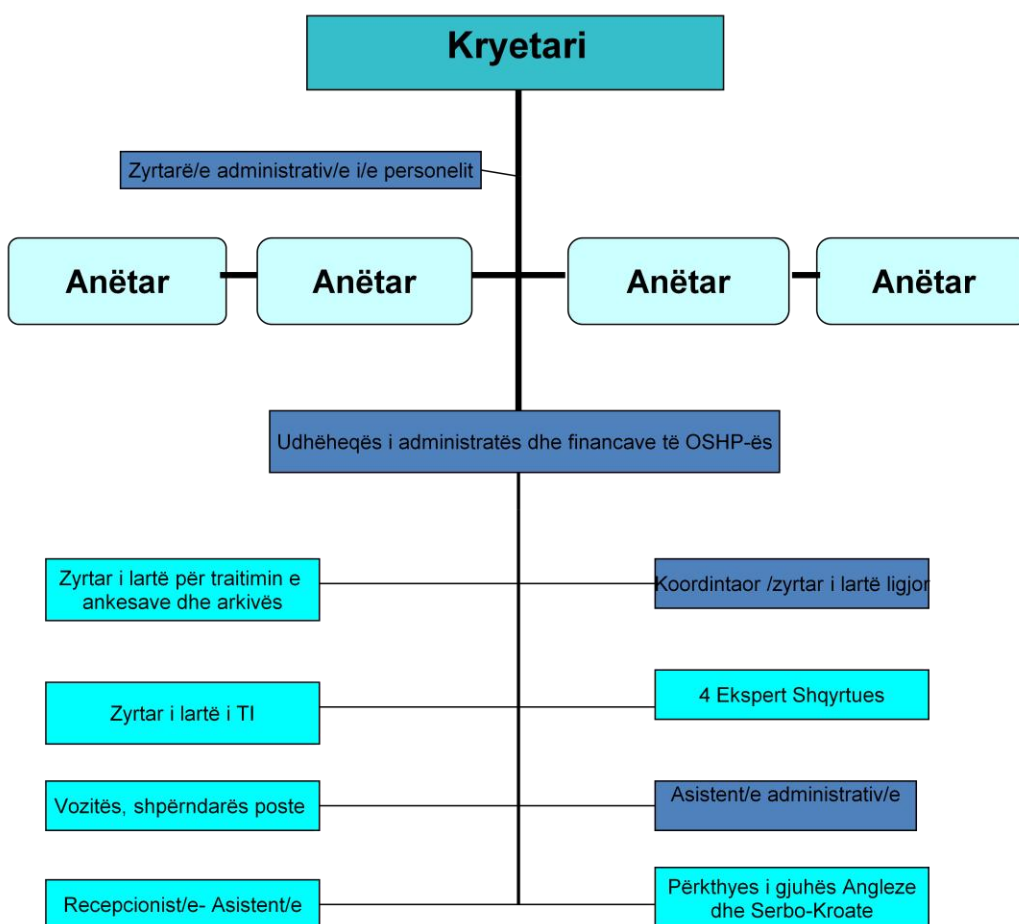 Kryetari
Zyrtarë/e administrativ/e i/e personelit
Anëtar
Anëtar
Anëtar
Anëtar
Udhëheqës i administratës dhe financave të OSHP-ës
Zyrtar i lartë për traitimin e
ankesave dhe arkivës
Koordintaor /zyrtar i lartë ligjor
Zyrtar i lartë i TI
4 Ekspert Shqyrtues
Vozitës, shpërndarës poste
Asistent/e administrativ/e
Recepcionist/e- Asistent/e
Përkthyes i gjuhës Angleze
dhe Serbo-Kroate